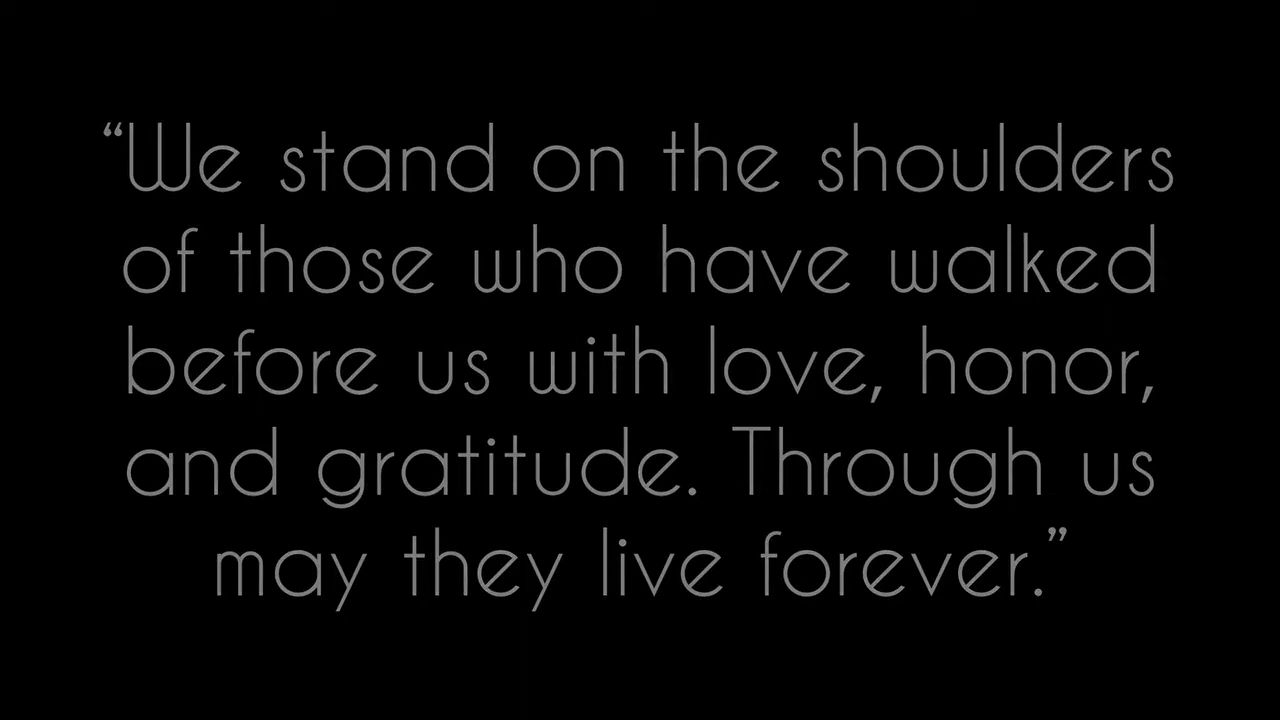 “We stand on the shoulders
of those who have walked
before us with love, honor,
and gratitude. Through us
may they live forever.”